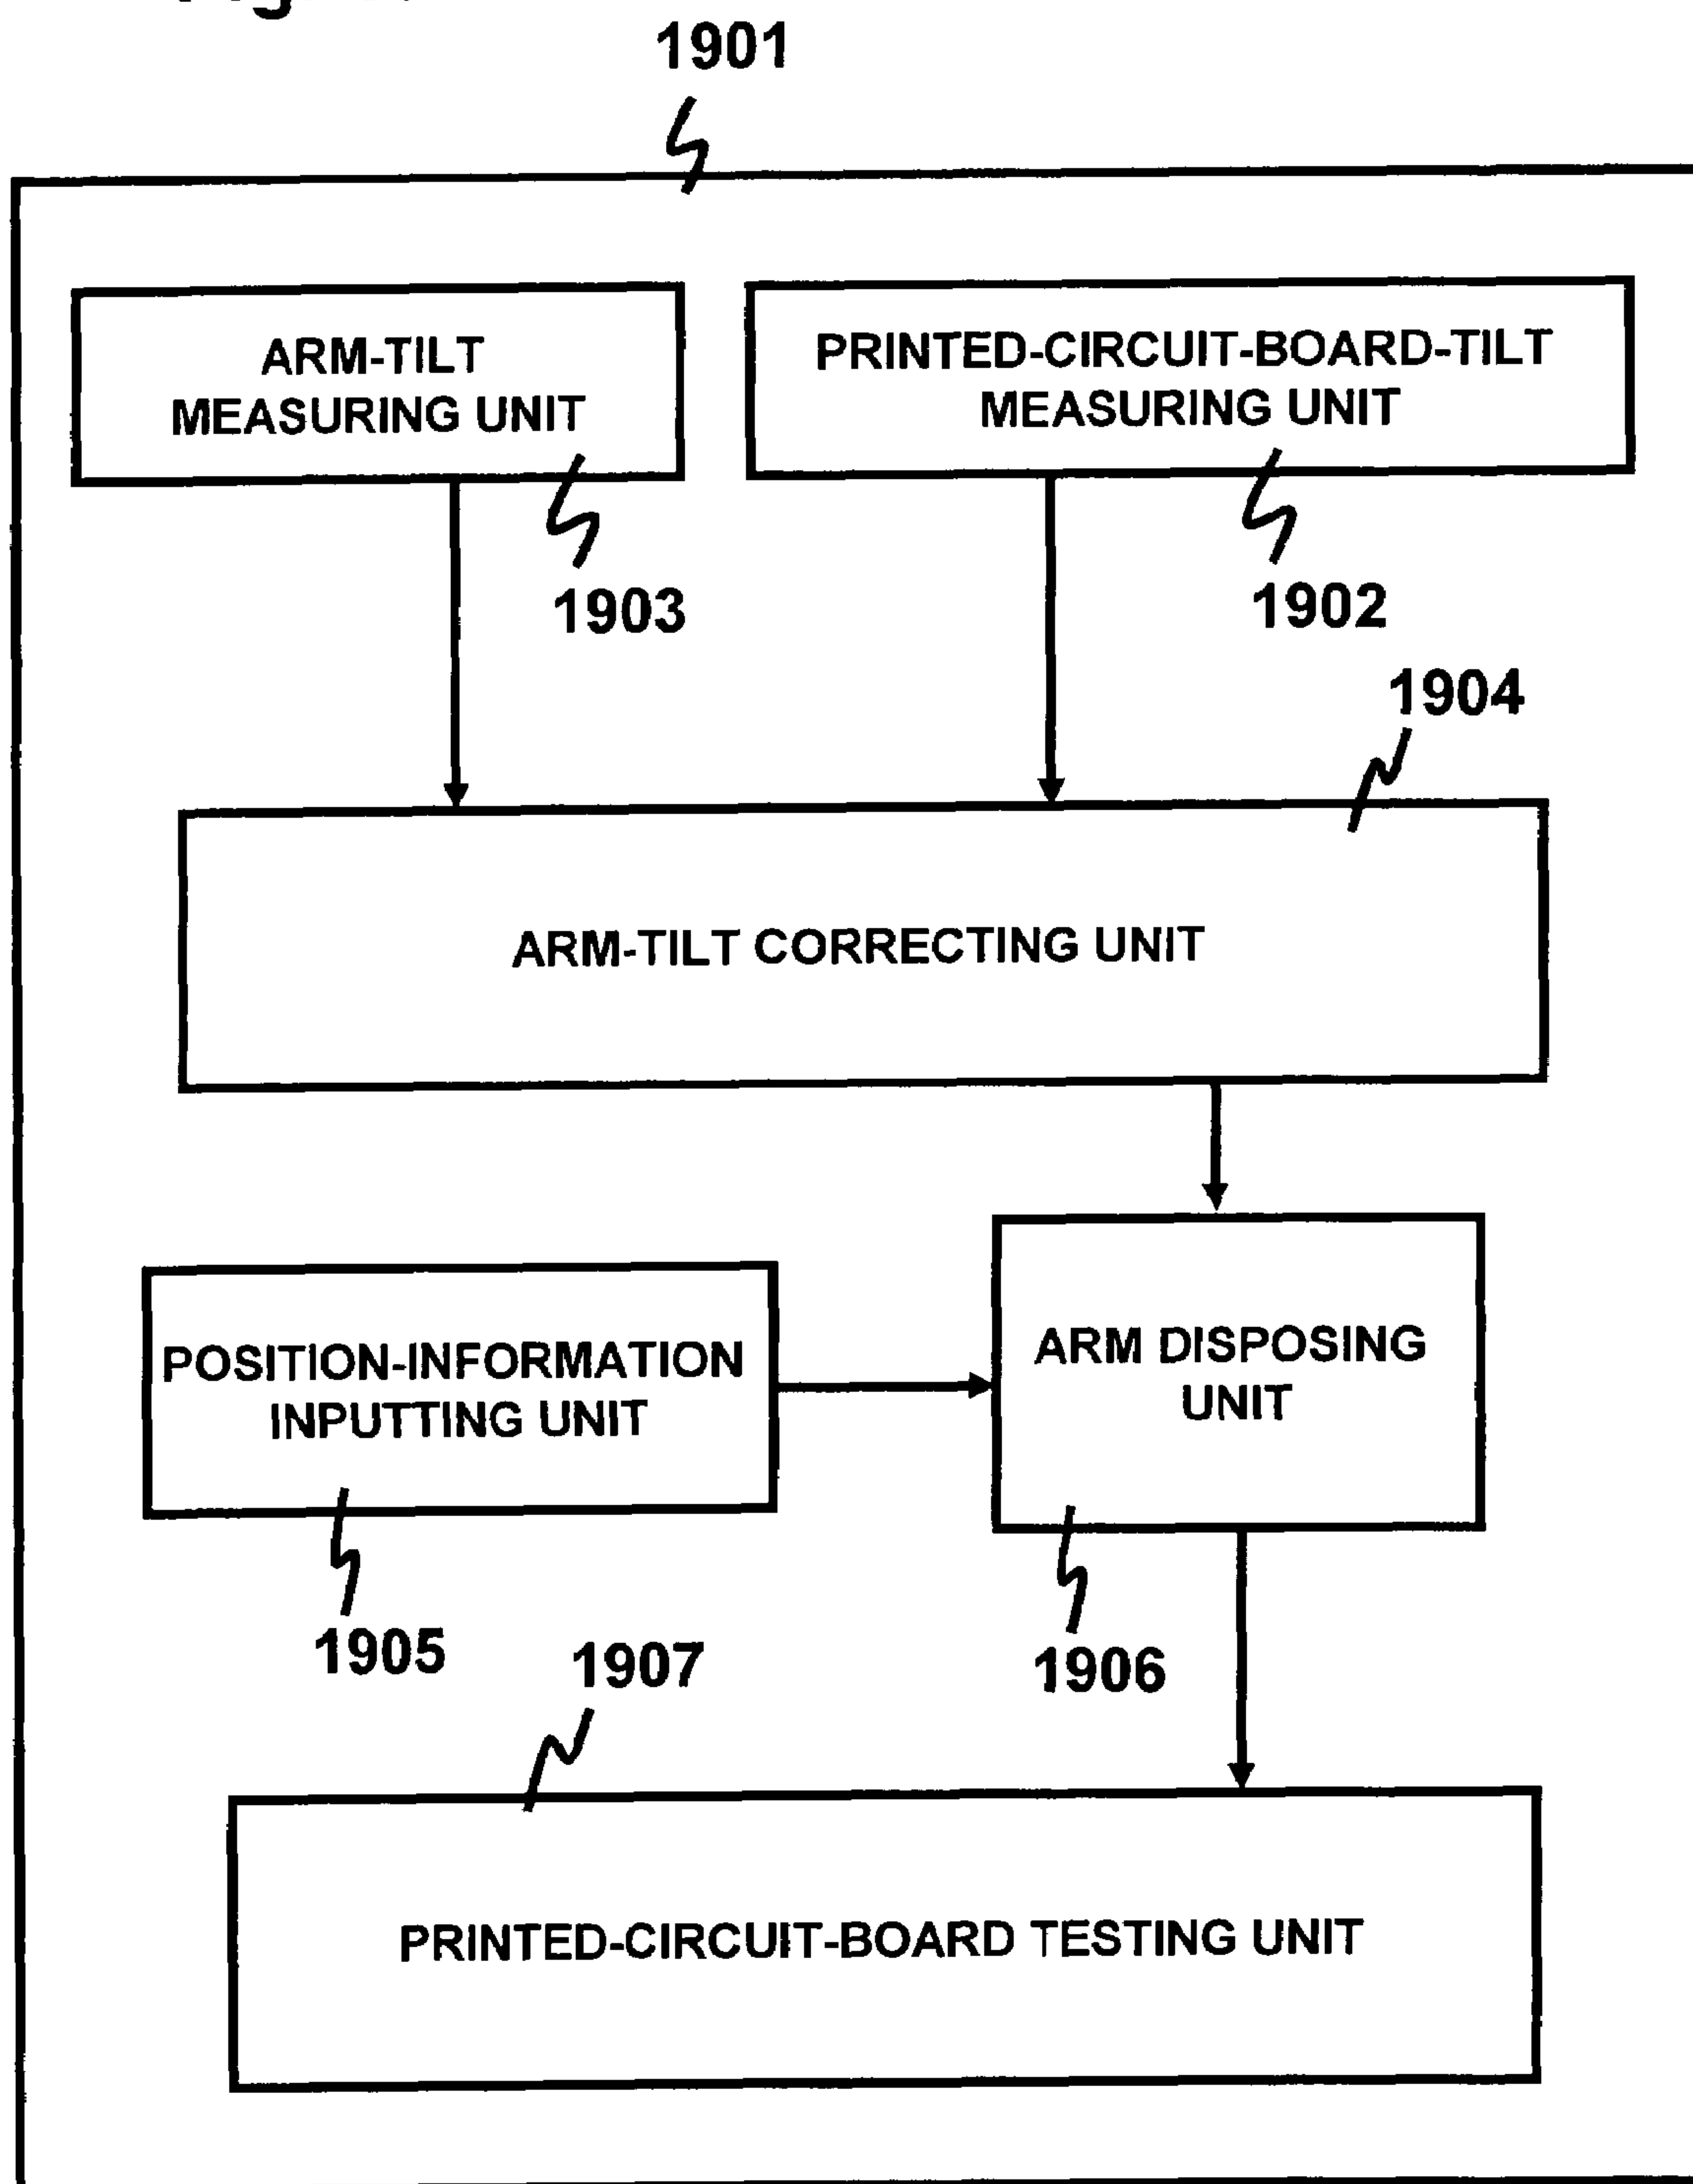 1901
ARM-TILT
MEASURING UNIT
PRINTED-CIRCUIT-BOARD-TILT
MEASURING UNIT
1903
1902
1904
ARM-TILT CORRECTING UNIT
POSITION-INFORMATION
INPUTTING UNIT
ARM DISPOSING
UNIT
1905
1907
1906
PRINTED-CIRCUIT-BOARD TESTING UNIT